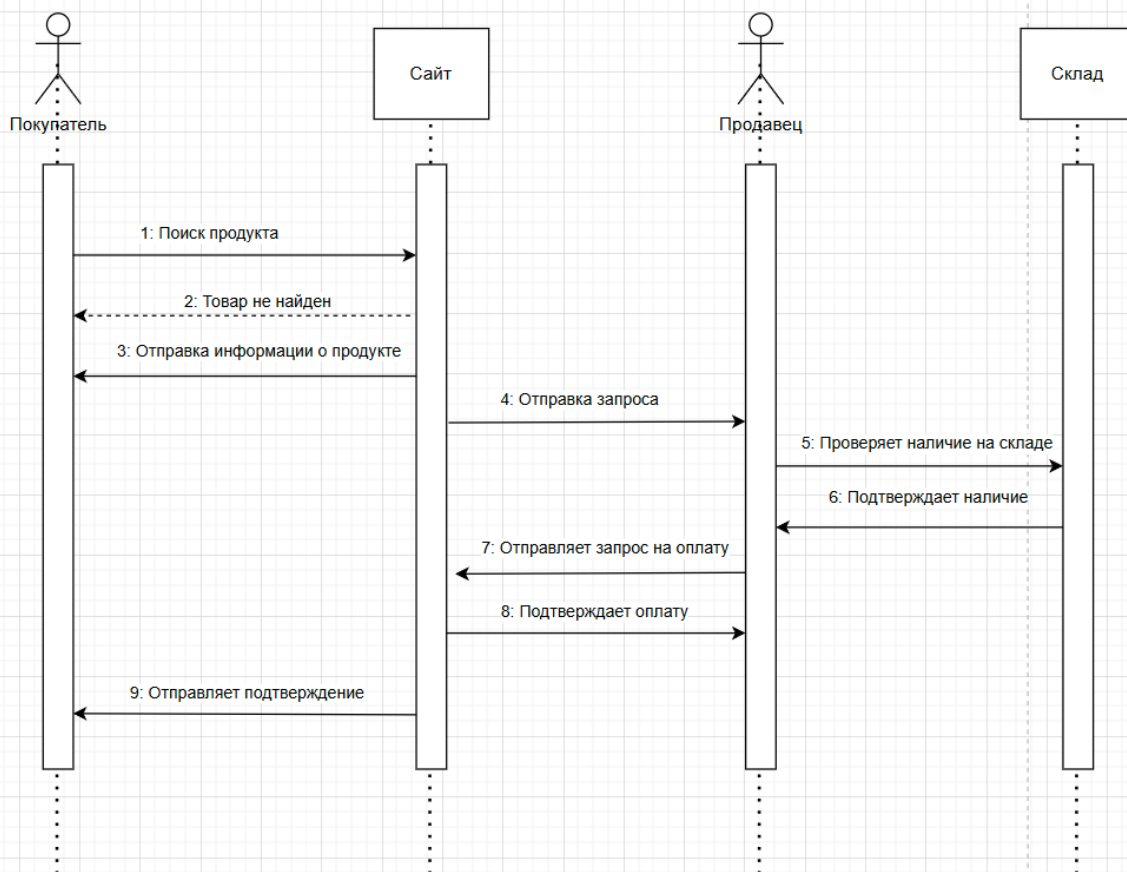 Покупатель
Сайт
Продавец
Склад
1: Поиск продукта
2: Товар не найден
3: Отправка информации о продукте
4: Отправка запроса
5: Проверяет наличие на складе
6: Подтверждает наличие
7: Отправляет запрос на оплату
8: Подтверждает оплату
9: Отправляет подтверждение